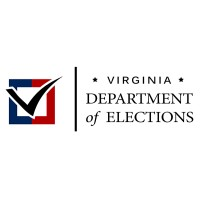 ★ VIRGINIA ★
DEPARTMENT
of ELECTIONS